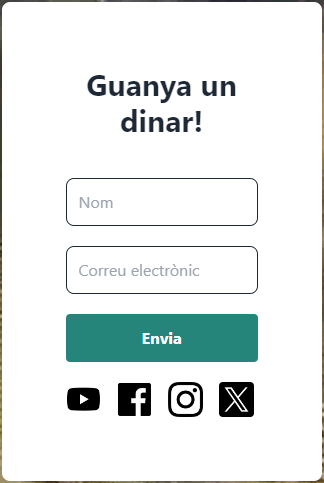 Guanya un
dinar!
Nom
Correu electrònic
Envia